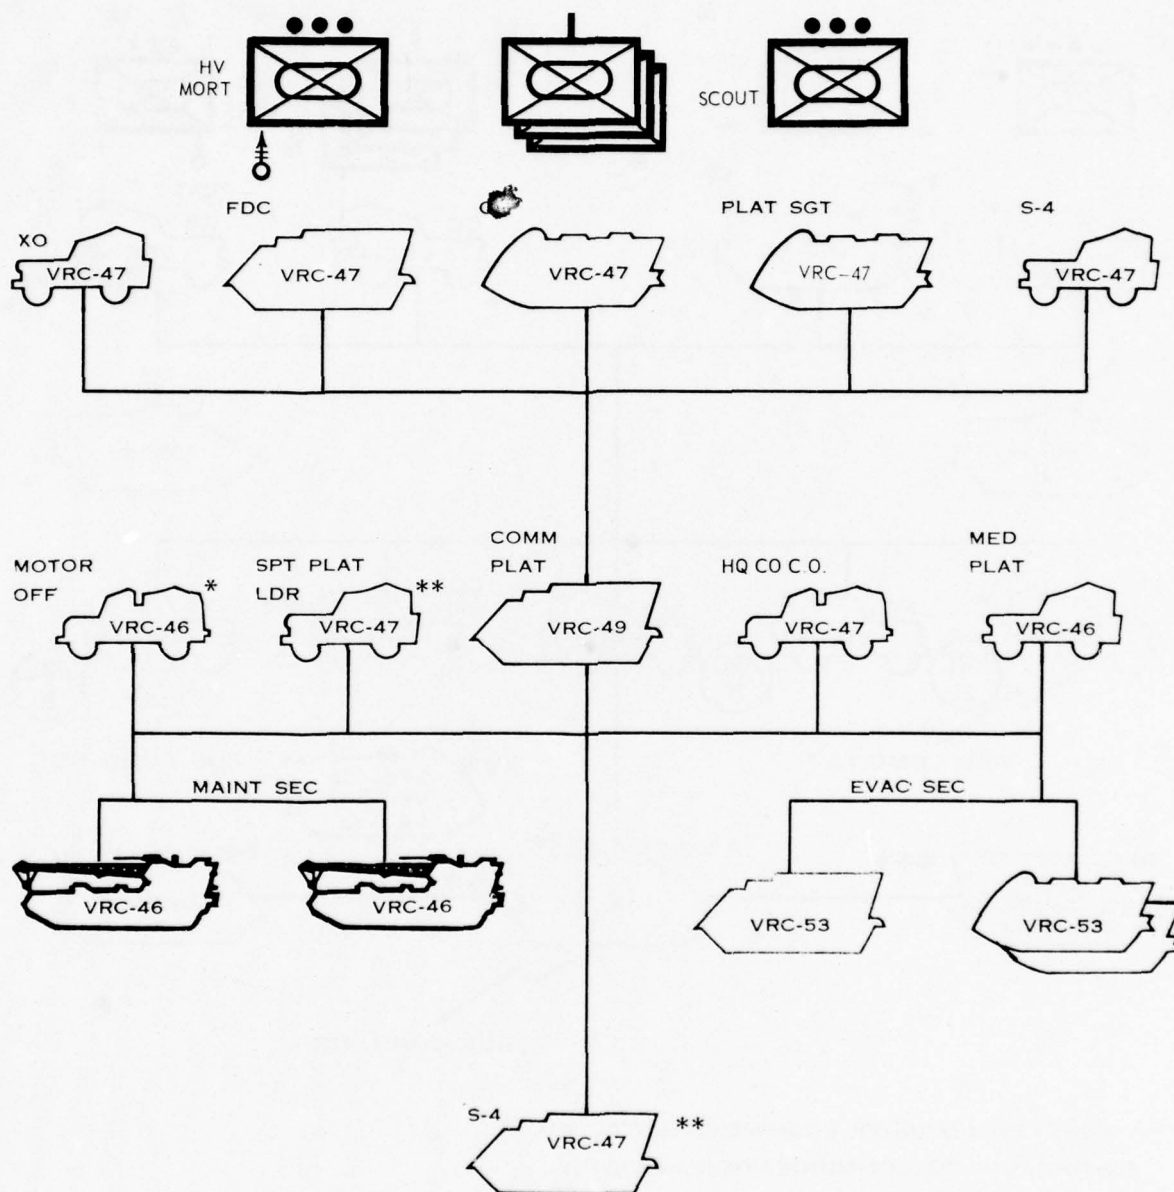 HV
MORT
SCOUT
FDC
PLAT SGT
S-4
XO
VRC-47
VRC-47
VRC-47
VRC-47
VRC-47
MOTOR
OFF
*
SPT PLAT
LDR
**
COMM
PLAT
HQ CO C.O.
MED
PLAT
VRC-46
VRC-47
VRC-49
VRC-47
VRC-46
MAINT SEC
EVAC SEC
VRC-46
VRC-46
VRC-53
VRC-53
S-4
VRC-47
**